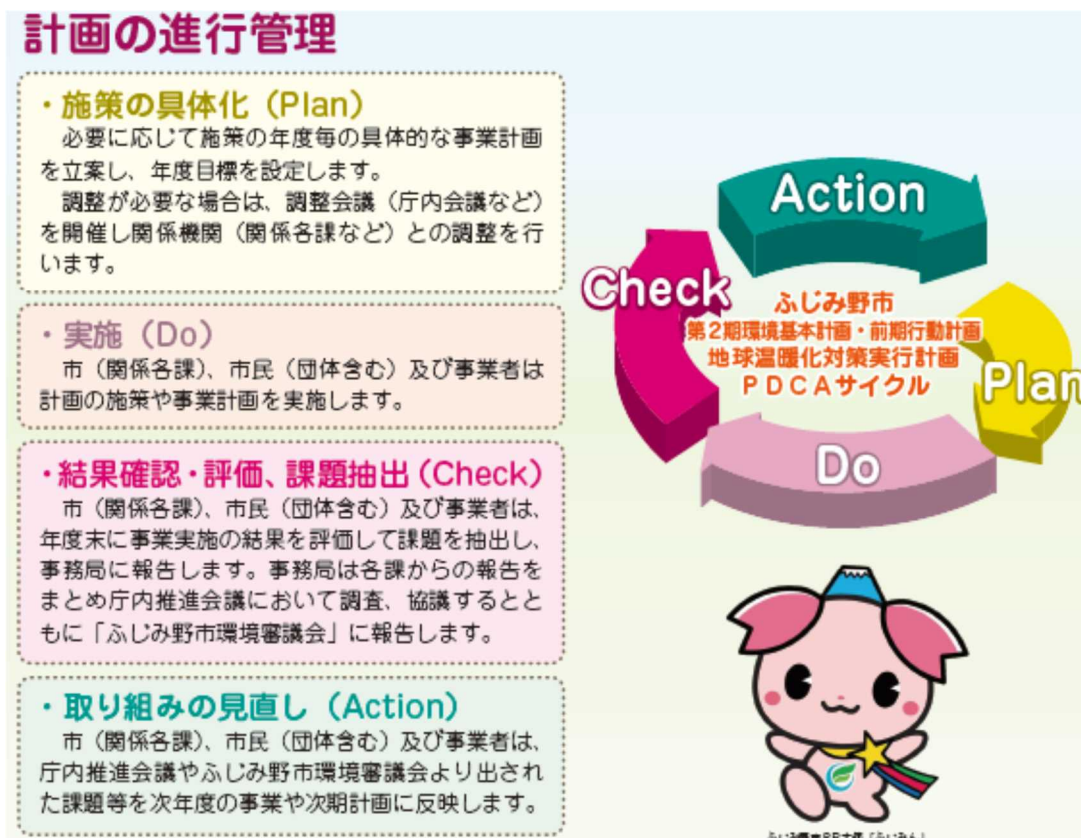 計画の進行管理
・施策の具体化（Plan）
必要に応じて施策の年度毎の具体的な事業計画
を立案し、年度目標を設定します。
調整が必要な場合は、調整会議（庁内会議など）
を開催し関係機関（関係各課など）との調整を行
います。
・実施（Do）
市（関係各課）、市民（団体含む）及び事業者は
計画の施策や事業計画を実施します。
・結果確認・評価、課題抽出（Check）
市（関係各課）、市民（団体含む）及び事業者は、
年度末に事業実施の結果を評価して課題を抽出し、
事務局に報告します。事務局は各課からの報告を
まとめ庁内推進会議において調査、協議するとと
もに「ふじみ野市環境審議会」に報告します。
・取り組みの見直し（Action）
市（関係各課）、市民（団体含む）及び事業者は、
庁内推進会議やふじみ野市環境審議会より出され
た課題等を次年度の事業や次期計画に反映します。
Action
Check
ふじみ野市
第2期環境基本計画・前期行動計画
地球温暖化対策実行計画
PDCAサイクル
Plan
Do